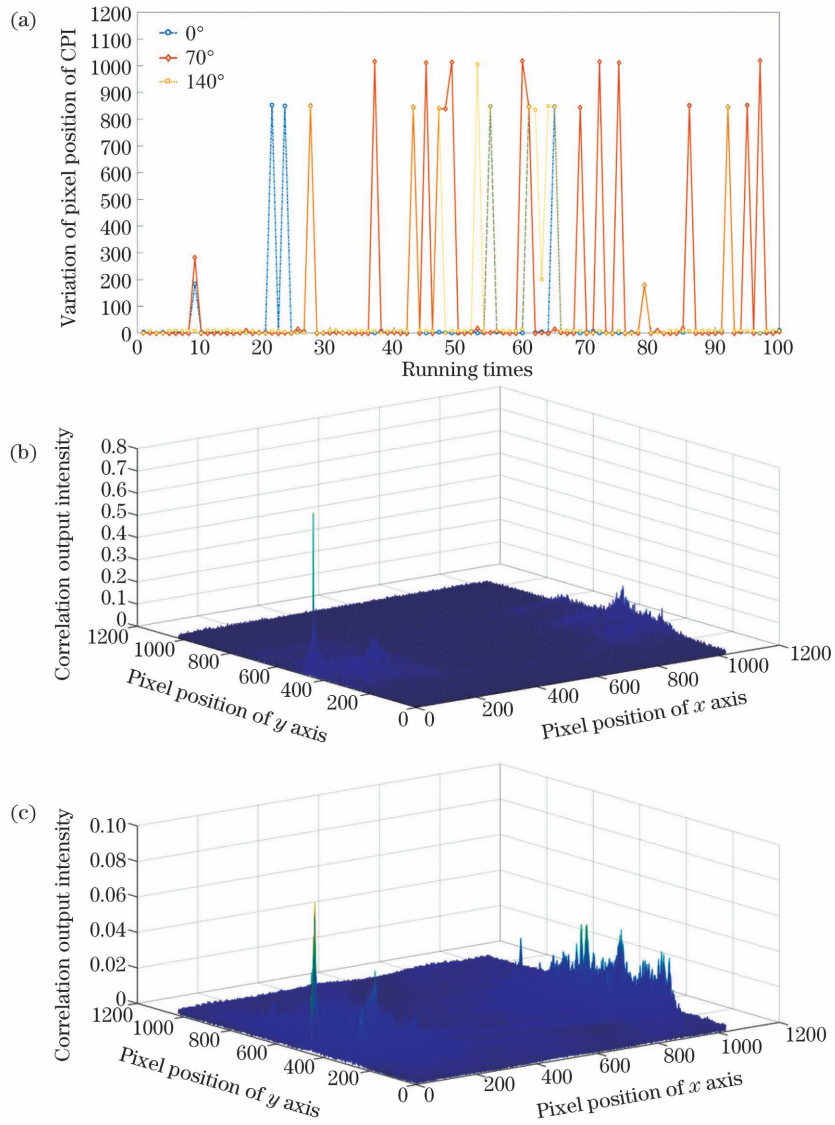 (a)
Variation of pixel position of CPI
1200
1100
1000
900
800
700
600
500
400
300
200
100
0
0°
70°
140°
0 10 20 30 40 50 60 70 80 90 100
Running times
(b)
Correlation output intensity
0.8
0.7
0.6
0.5
0.4
0.3
0.2
0.1
0
1200 1000 800 600 400 200 0
Pixel position of y axis
0 200 400 600 800 1000 1200
Pixel position of x axis
(c)
Correlation output intensity
0.10
0.08
0.06
0.04
0.02
0
1200 1000 800 600 400 200 0
Pixel position of y axis
0 200 400 600 800 1000 1200
Pixel position of x axis